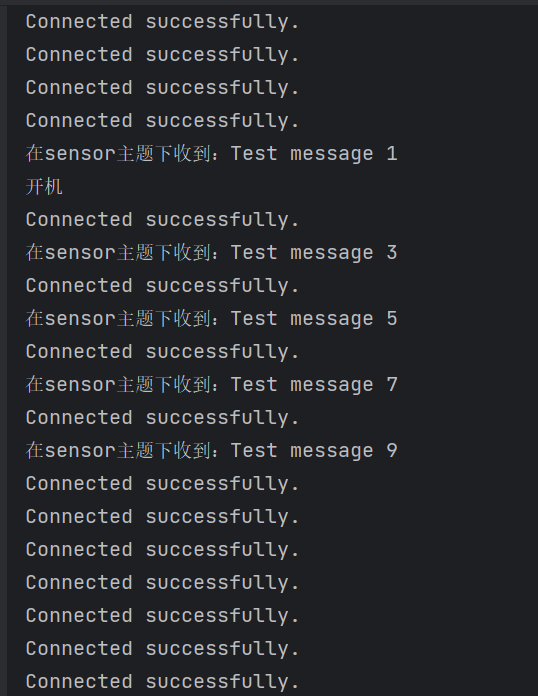 Connected successfully.
Connected successfully.
Connected successfully.
Connected successfully.
在sensor主题下收到：Test message 1
开机
Connected successfully.
在sensor主题下收到：Test message 3
Connected successfully.
在sensor主题下收到：Test message 5
Connected successfully.
在sensor主题下收到：Test message 7
Connected successfully.
在sensor主题下收到：Test message 9
Connected successfully.
Connected successfully.
Connected successfully.
Connected successfully.
Connected successfully.
Connected successfully.
Connected successfully.